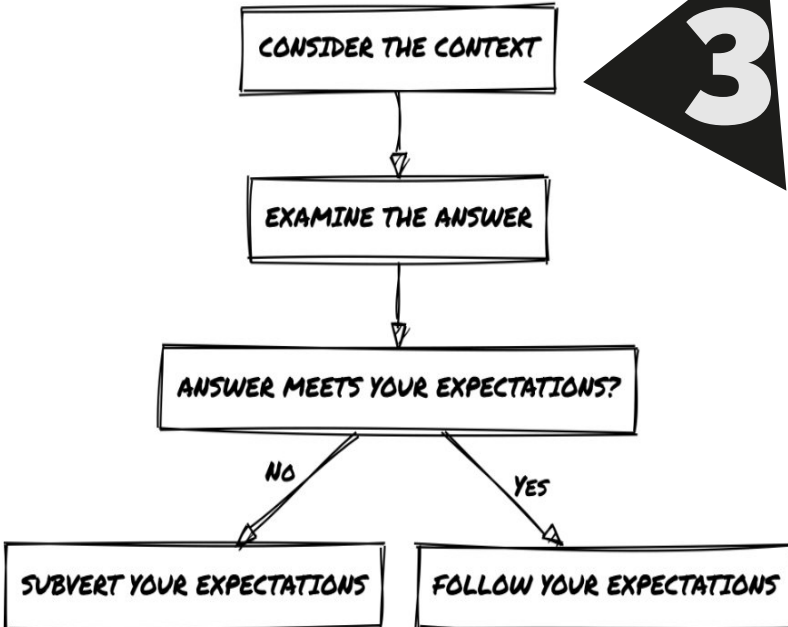 3
CONSIDER THE CONTEXT
EXAMINE THE ANSWER
ANSWER MEETS YOUR EXPECTATIONS?
No
Yes
SUBVERT YOUR EXPECTATIONS
FOLLOW YOUR EXPECTATIONS